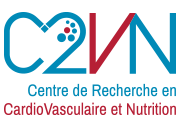 C2VN
Centre de Recherche en
CardioVasculaire et Nutrition